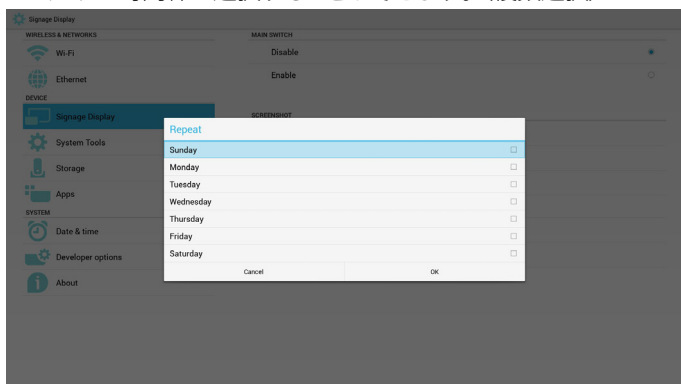 Signage Display
WIRELESS & NETWORKS
MAIN SWITCH
Wi-Fi
Disable
Ethernet
Enable
DEVICE
Signage Display
SCREENSHOT
System Tools
Storage
Apps
SYSTEM
Date & time
Developer options
About
Repeat
Sunday
Monday
Tuesday
Wednesday
Thursday
Friday
Saturday
Cancel
OK